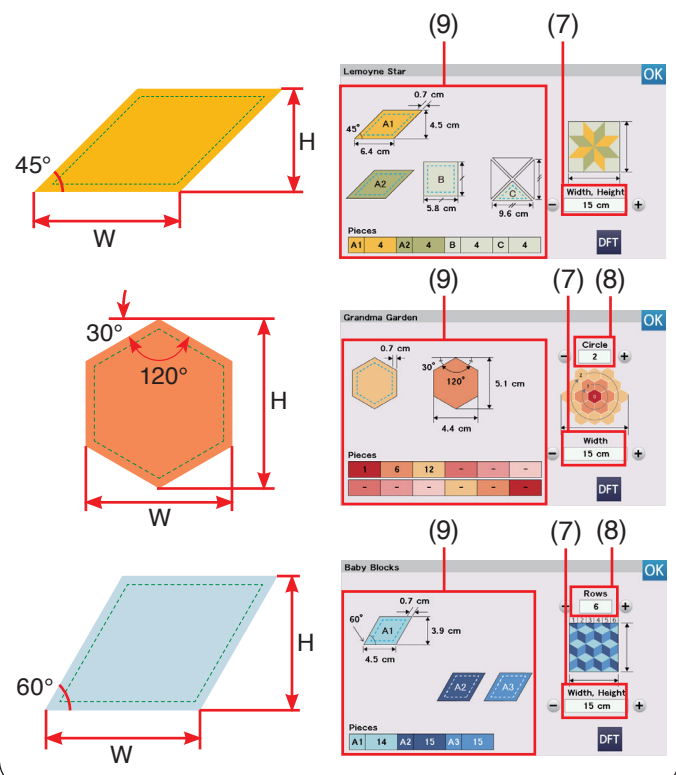 (9)
(7)
Lemoyne Star
OK
0.7 cm
A1
45°
4.5 cm
6.4 cm
A2
B
C
5.8 cm
9.6 cm
Width, Height
15 cm
DFT
Pieces
A1 4 A2 4 B 4 C 4
45°
H
W
(9)
(7)
(8)
Grandma Garden
OK
0.7 cm
30°
120°
5.1 cm
4.4 cm
Circle
2
Width
15 cm
DFT
Pieces
1 6 12 - - -
- - - - - -
30°
120°
H
W
(9)
(7)
(8)
Baby Blocks
OK
0.7 cm
60°
A1
3.9 cm
4.5 cm
A2
A3
Rows
6
1 2 3 4 5 6
Width, Height
15 cm
DFT
Pieces
A1 14 A2 15 A3 15
60°
H
W